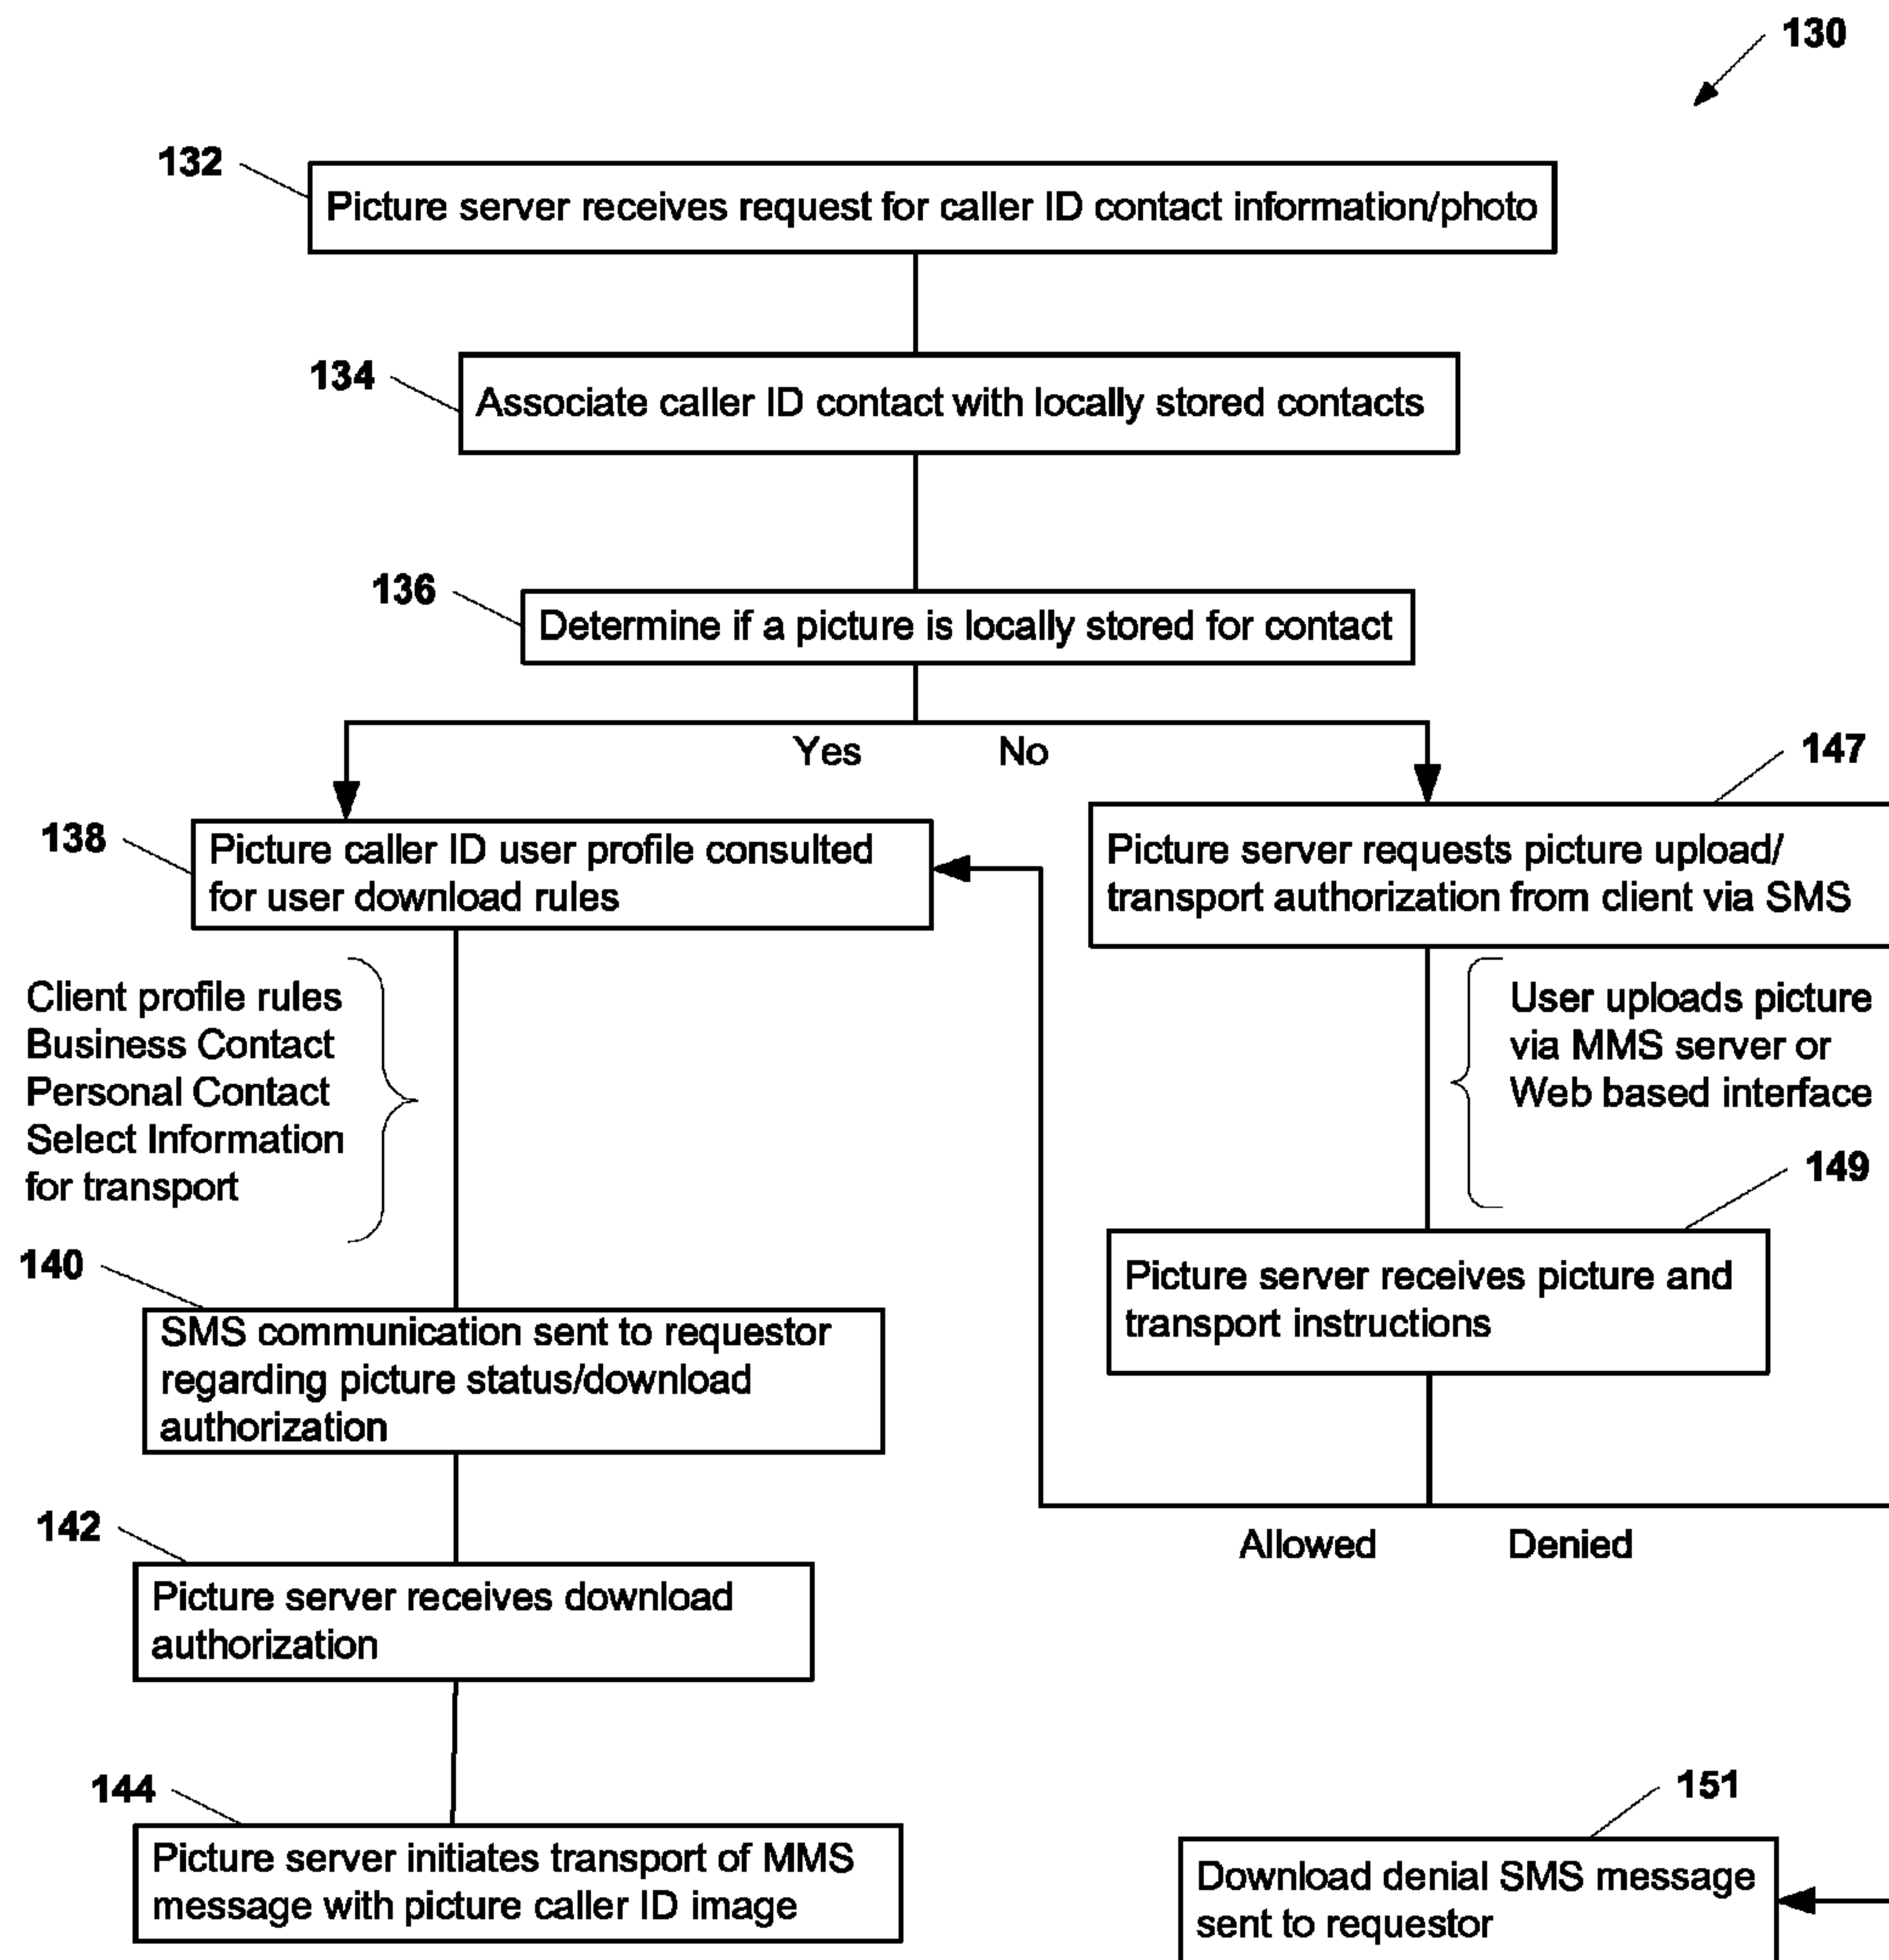 130
132
Picture server receives request for caller ID contact information/photo
134
Associate caller ID contact with locally stored contacts
136
Determine if a picture is locally stored for contact
Yes
No
138
Picture caller ID user profile consulted
for user download rules
147
Picture server requests picture upload/
transport authorization from client via SMS
Client profile rules
Business Contact
Personal Contact
Select Information
for transport
User uploads picture
via MMS server or
Web based interface
140
SMS communication sent to requestor
regarding picture status/download
authorization
149
Picture server receives picture and
transport instructions
Allowed
Denied
142
Picture server receives download
authorization
144
Picture server initiates transport of MMS
message with picture caller ID image
151
Download denial SMS message
sent to requestor